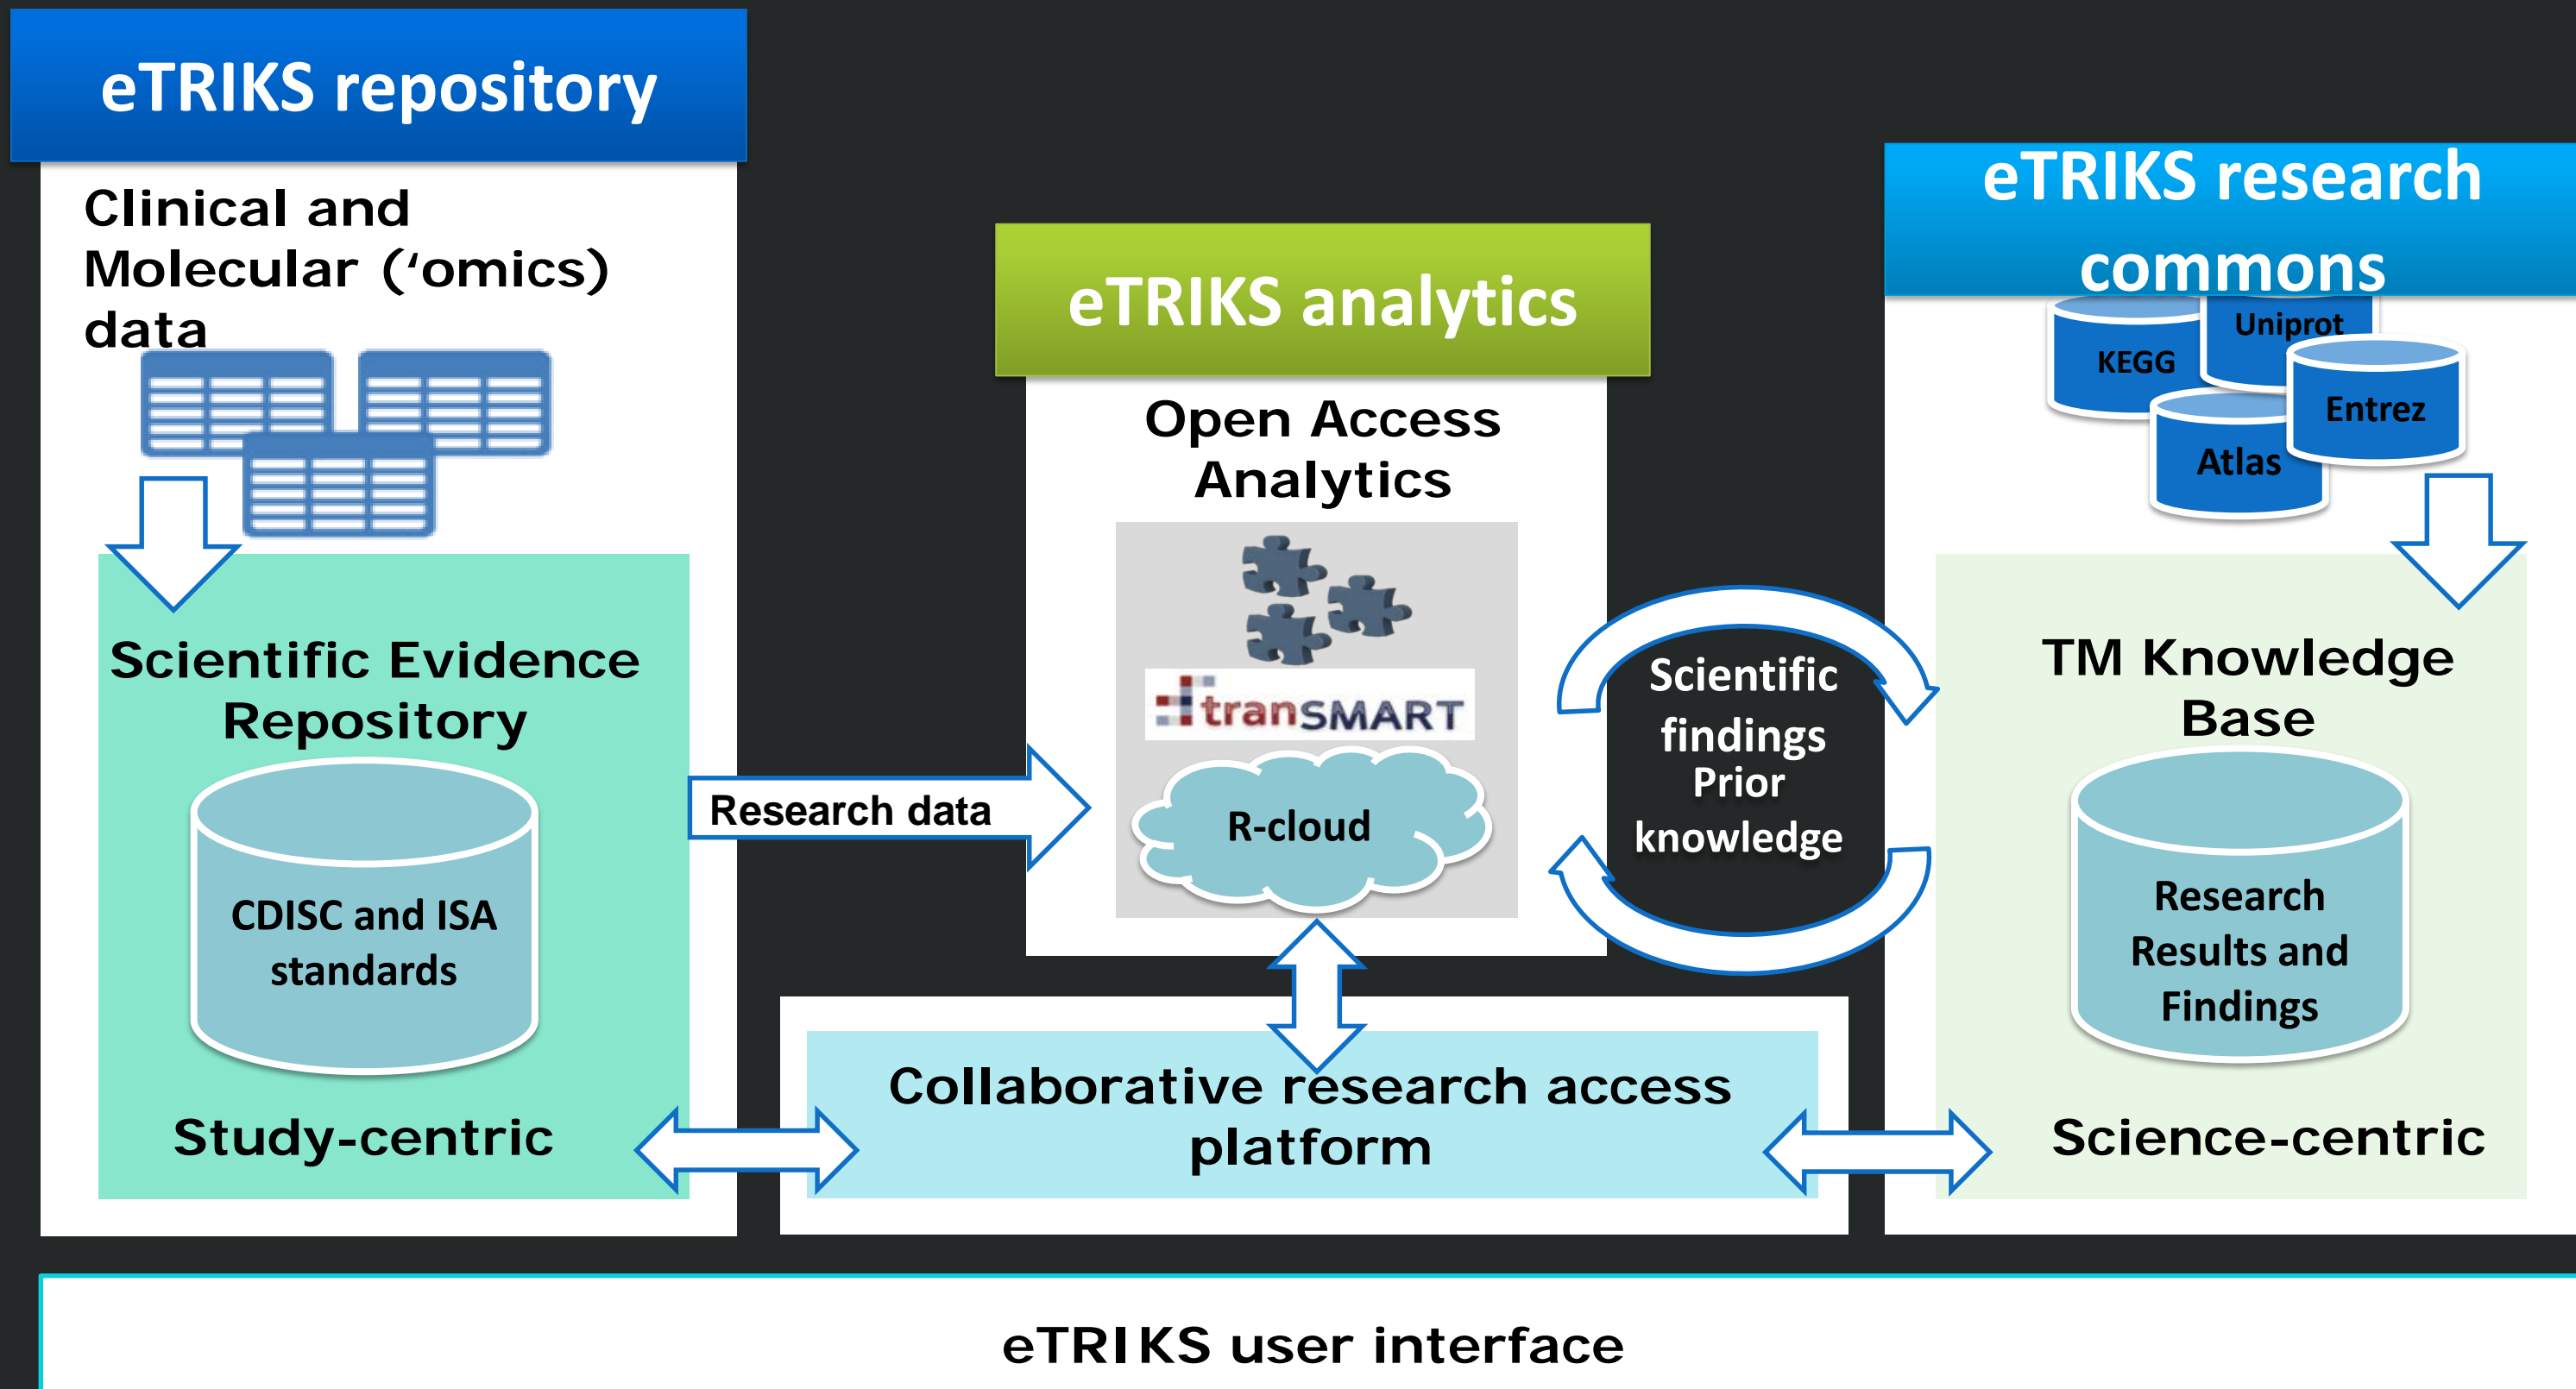 eTRIKS repository
Clinical and
Molecular (‘omics)
data
Scientific Evidence
Repository
CDISC and ISA
standards
Study-centric
Research data
eTRIKS analytics
Open Access
Analytics
tranSMART
R-cloud
Scientific
findings
Prior
knowledge
Collaborative research access
platform
eTRIKS research
commons
Uniprot
KEGG
Entrez
Atlas
TM Knowledge
Base
Research
Results and
Findings
Science-centric
eTRIKS user interface